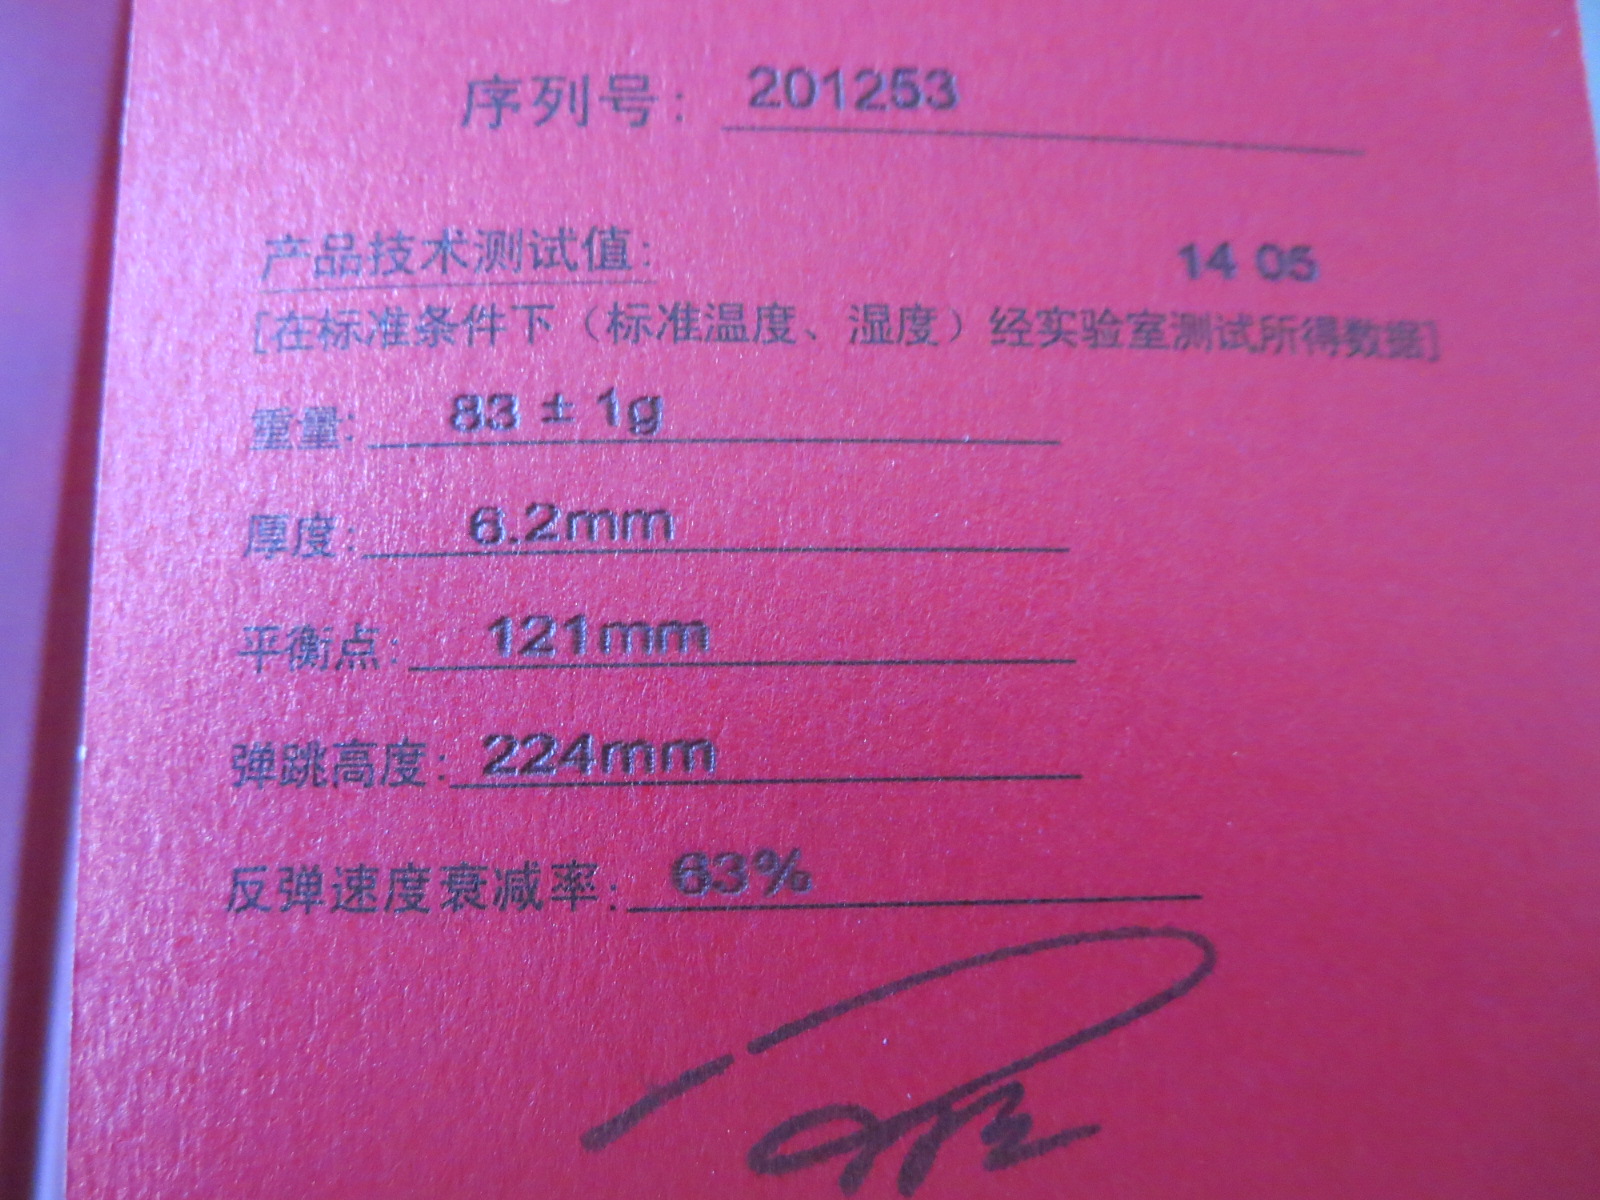 序列号: 201253
产品技术测试值: 14 05
[在标准条件下（标准温度、湿度）经实验室测试所得数据]
重量: 83 ± 1g
厚度: 6.2mm
平衡点: 121mm
弹跳高度: 224mm
反弹速度衰减率: 63%